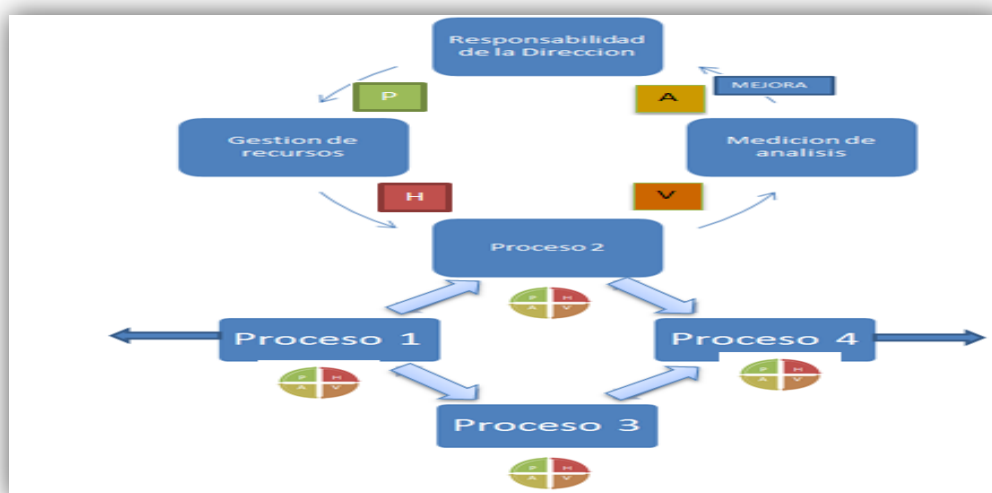 Responsabilidad
de la Direccion
P
A
MEJORA
Gestion de
recursos
Medicion de
analisis
H
V
Proceso 2
P H
A V
Proceso 1
Proceso 4
P H
A V
P H
A V
Proceso 3
P H
A V